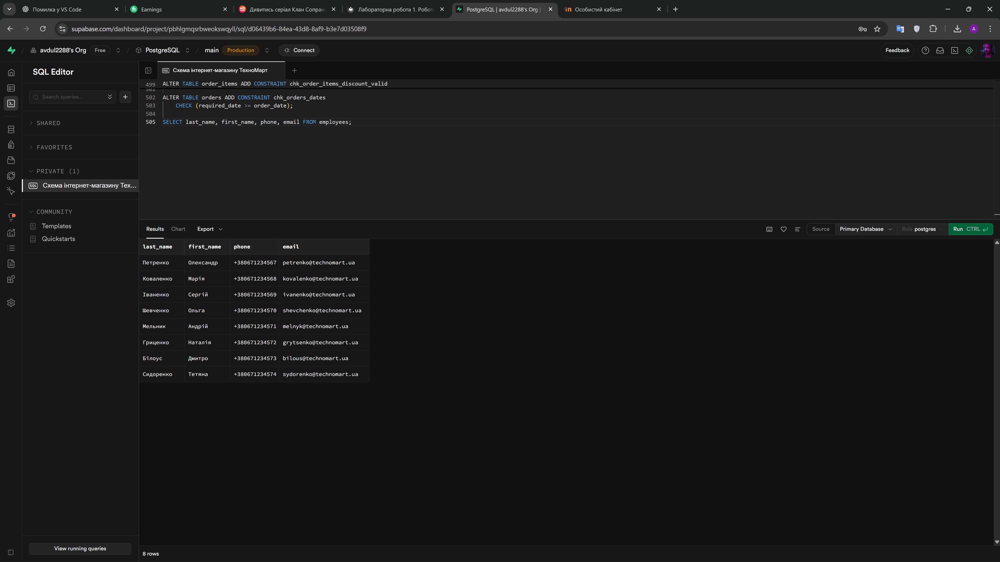 Помилка у VS Code
Earnings
Дивитись серіал Клан Сопран
Лабораторна робота 1. Робот
PostgreSQL | avdul2288's Org |
Особистий кабінет
supabase.com/dashboard/project/pbhlgmqsrbweokswqyll/sql/d06439b6-84ea-43d8-8af9-b3e7d03508f9
A
avdul2288's Org Free / PostgreSQL / main Production Connect
Feedback
SQL Editor
SQL Схема інтернет-магазину ТехноМарт
Search queries...
SHARED
FAVORITES
PRIVATE (1)
SQL Схема інтернет-магазину Тех...
COMMUNITY
Templates
Quickstarts
View running queries
499 ALTER TABLE order_items ADD CONSTRAINT chk_order_items_discount_valid
501
502 ALTER TABLE orders ADD CONSTRAINT chk_orders_dates
503 CHECK (required_date >= order_date);
504
505 SELECT last_name, first_name, phone, email FROM employees;
Results Chart Export
Source Primary Database Role postgres Run CTRL
last_name first_name phone email
Петренко Олександр +380671234567 petrenko@technomart.ua
Коваленко Марія +380671234568 kovalenko@technomart.ua
Іваненко Сергій +380671234569 ivanenko@technomart.ua
Шевченко Ольга +380671234570 shevchenko@technomart.ua
Мельник Андрій +380671234571 melnyk@technomart.ua
Гриценко Наталія +380671234572 grytsenko@technomart.ua
Білоус Дмитро +380671234573 bilous@technomart.ua
Сидоренко Тетяна +380671234574 sydorenko@technomart.ua
8 rows